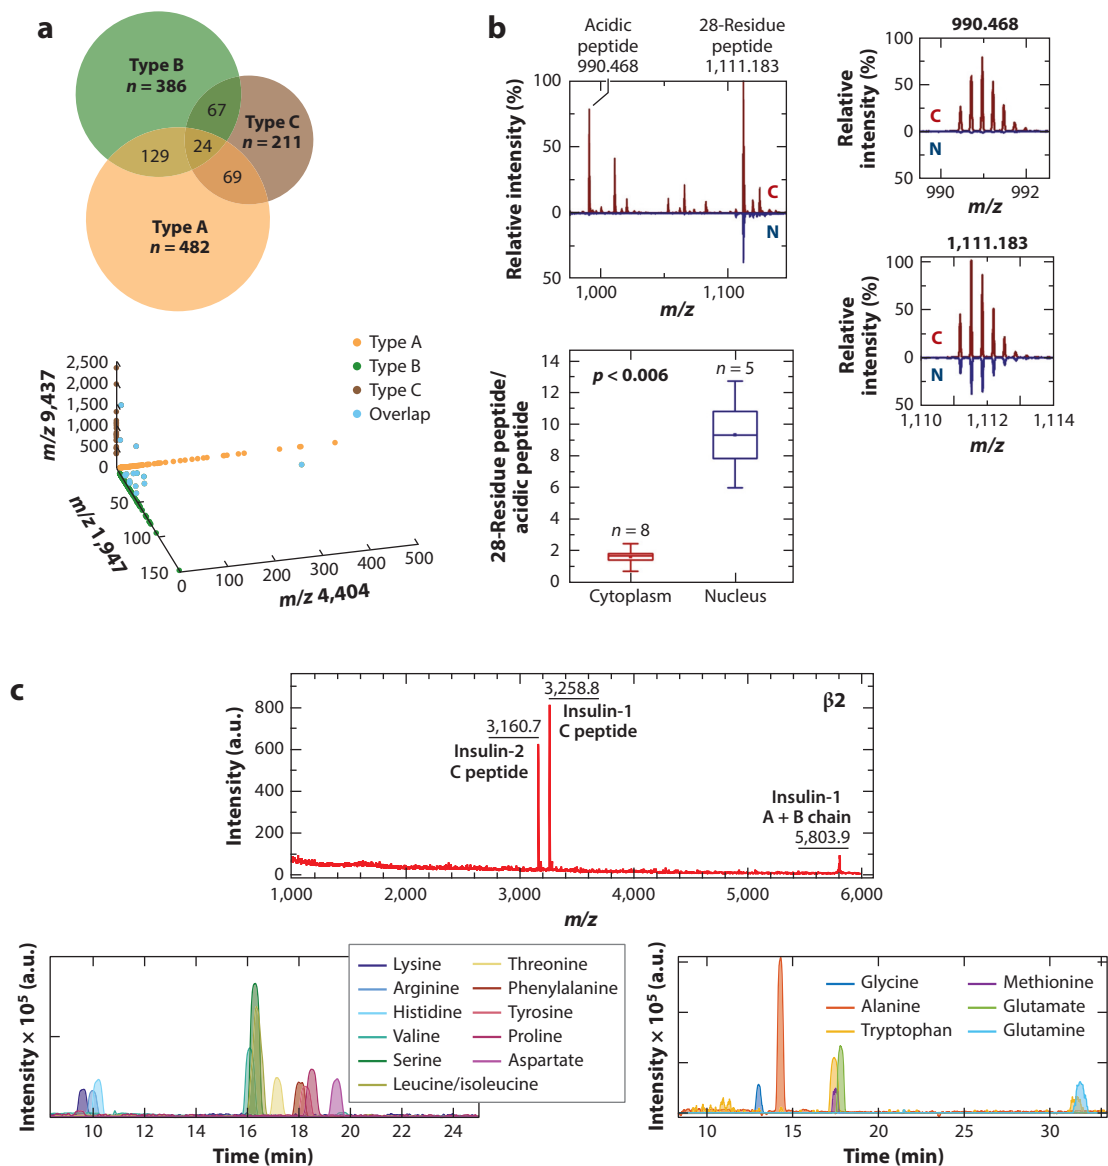 a
Type B
n = 386
67
Type C
n = 211
24
129
69
Type A
n = 482
Type A
Type B
Type C
Overlap
m/z 9,437
2,500
2,000
1,500
1,000
500
0
50
100
150
m/z 1,947
0
100
200
300
400
500
m/z 4,404
b
Acidic
peptide
990.468
28-Residue
peptide
1,111.183
Relative intensity (%)
100
50
0
50
C
N
1,000
1,100
m/z
990.468
Relative
intensity (%)
100
50
0
50
C
N
990
992
m/z
1,111.183
Relative
intensity (%)
100
50
0
50
C
N
1,110
1,112
1,114
m/z
28-Residue peptide/
acidic peptide
14
12
10
8
6
4
2
0
p < 0.006
n = 5
n = 8
Cytoplasm
Nucleus
c
Intensity (a.u.)
800
600
400
200
0
3,258.8
Insulin-1
C peptide
3,160.7
Insulin-2
C peptide
β2
Insulin-1
A + B chain
5,803.9
1,000
2,000
3,000
4,000
5,000
6,000
m/z
Intensity × 10⁵ (a.u.)
Lysine
Arginine
Histidine
Valine
Serine
Leucine/isoleucine
Threonine
Phenylalanine
Tyrosine
Proline
Aspartate
10
12
14
16
18
20
22
24
Time (min)
Intensity × 10⁵ (a.u.)
Glycine
Alanine
Tryptophan
Methionine
Glutamate
Glutamine
10
15
20
25
30
Time (min)